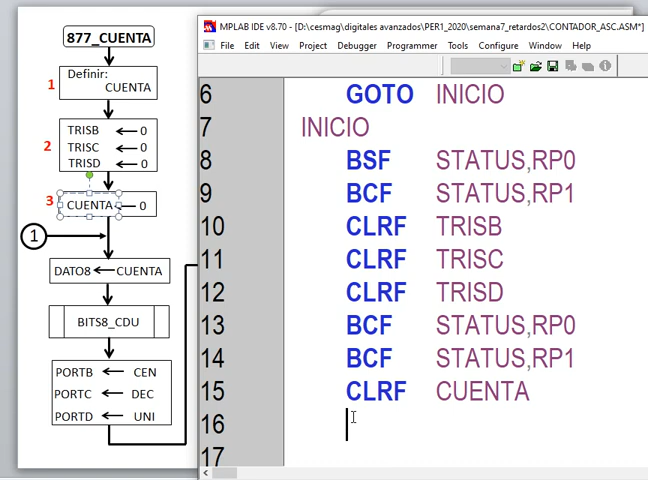 877_CUENTA
1
Definir:
CUENTA
2
TRISB ← 0
TRISC ← 0
TRISD ← 0
3
CUENTA ← 0
1
DATO8 ← CUENTA
BITS8_CDU
PORTB ← CEN
PORTC ← DEC
PORTD ← UNI
MPLAB IDE v8.70 - [D:\cesmag\digitales avanzados\PER1_2020\semana7_retardos2\CONTADOR_ASC.ASM*]
File Edit View Project Debugger Programmer Tools Configure Window Help
6 GOTO INICIO
7 INICIO
8 BSF STATUS,RP0
9 BCF STATUS,RP1
10 CLRF TRISB
11 CLRF TRISC
12 CLRF TRISD
13 BCF STATUS,RP0
14 BCF STATUS,RP1
15 CLRF CUENTA
16
17